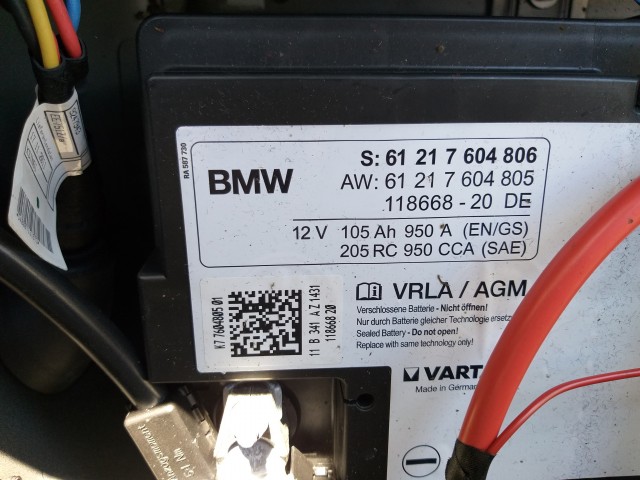 RA 587 730
BMW
S: 61 21 7 604 806
AW: 61 21 7 604 805
118668 - 20 DE
12 V 105 Ah 950 A (EN/GS)
205 RC 950 CCA (SAE)
K7 7604805 01
11 B 341 A Z 1431
118668 20
VRLA / AGM
Verschlossene Batterie - Nicht öffnen!
Nur durch Batterie gleicher Technologie ersetz
Sealed Battery - Do not open!
Replace with same technology only!
VART
Made in German